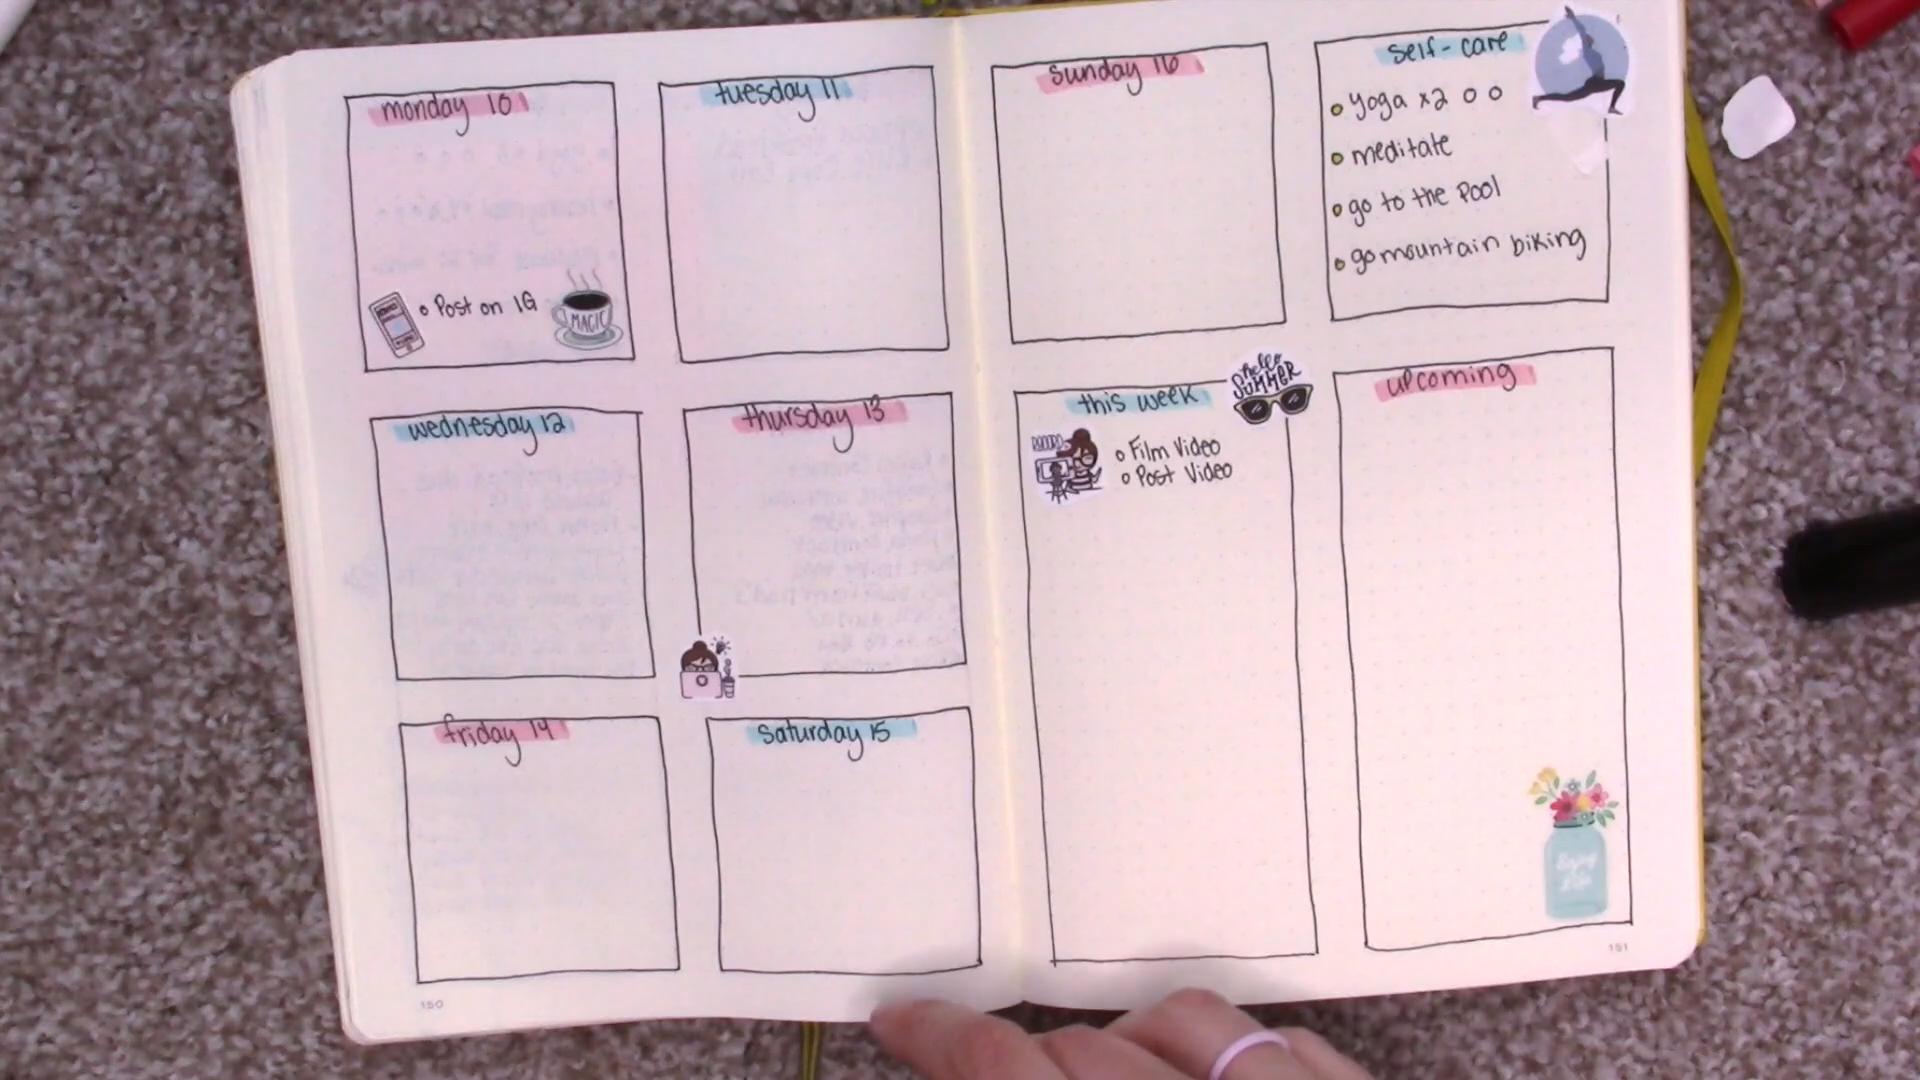 monday 10
o Post on IG
MAGIC
tuesday 11
wednesday 12
thursday 13
friday 14
saturday 15
sunday 16
self-care
o yoga x2 o o
o meditate
o go to the pool
o go mountain biking
this week
hello
SUMMER
o Film Video
o Post Video
upcoming
Enjoy
Life
150
151